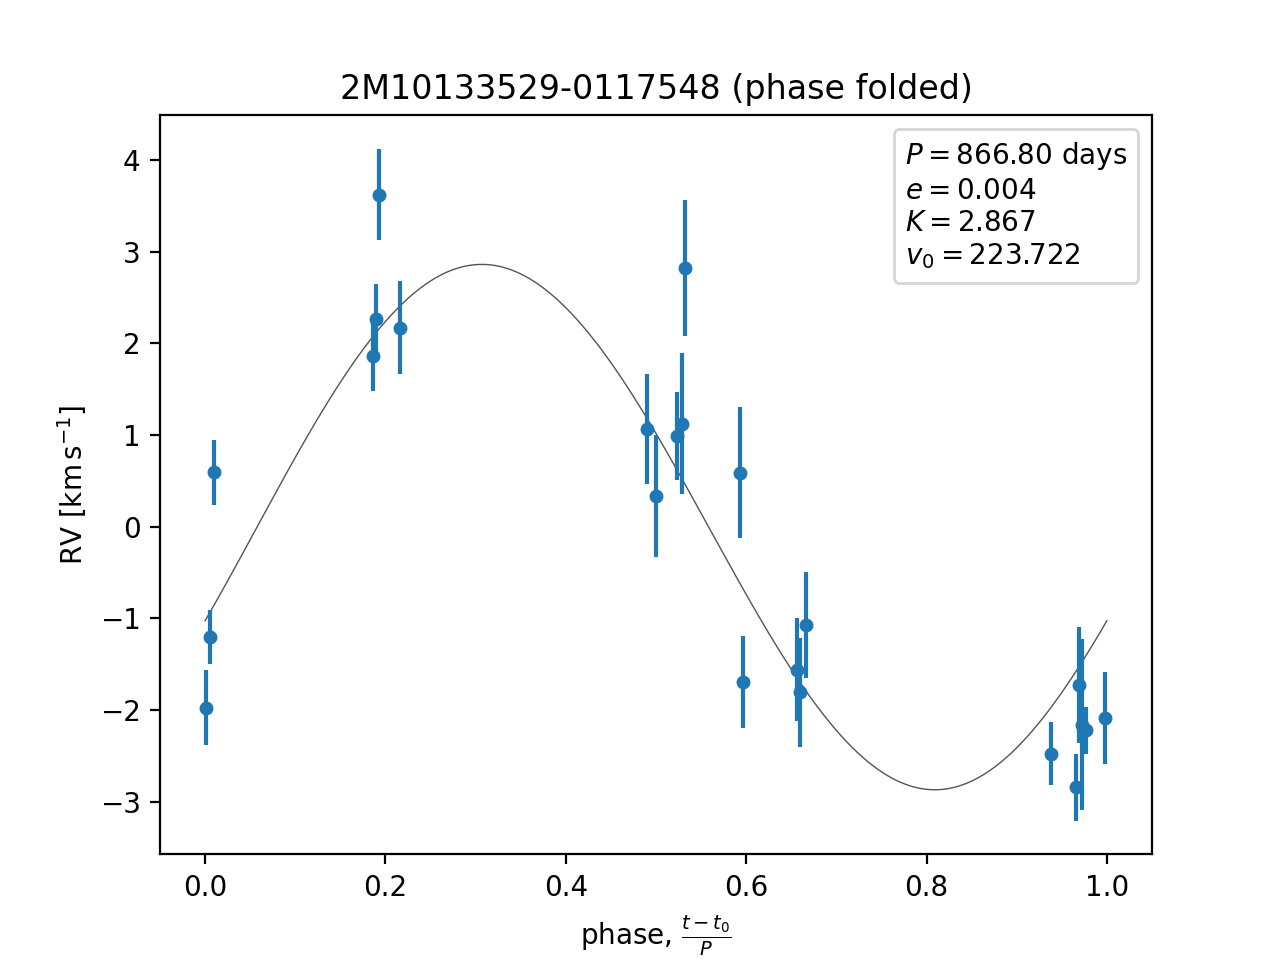 2M10133529-0117548 (phase folded)
P = 866.80 days
e = 0.004
K = 2.867
v₀ = 223.722
RV [km s⁻¹]
4
3
2
1
0
−1
−2
−3
0.0 0.2 0.4 0.6 0.8 1.0
phase, (t − t₀)/P